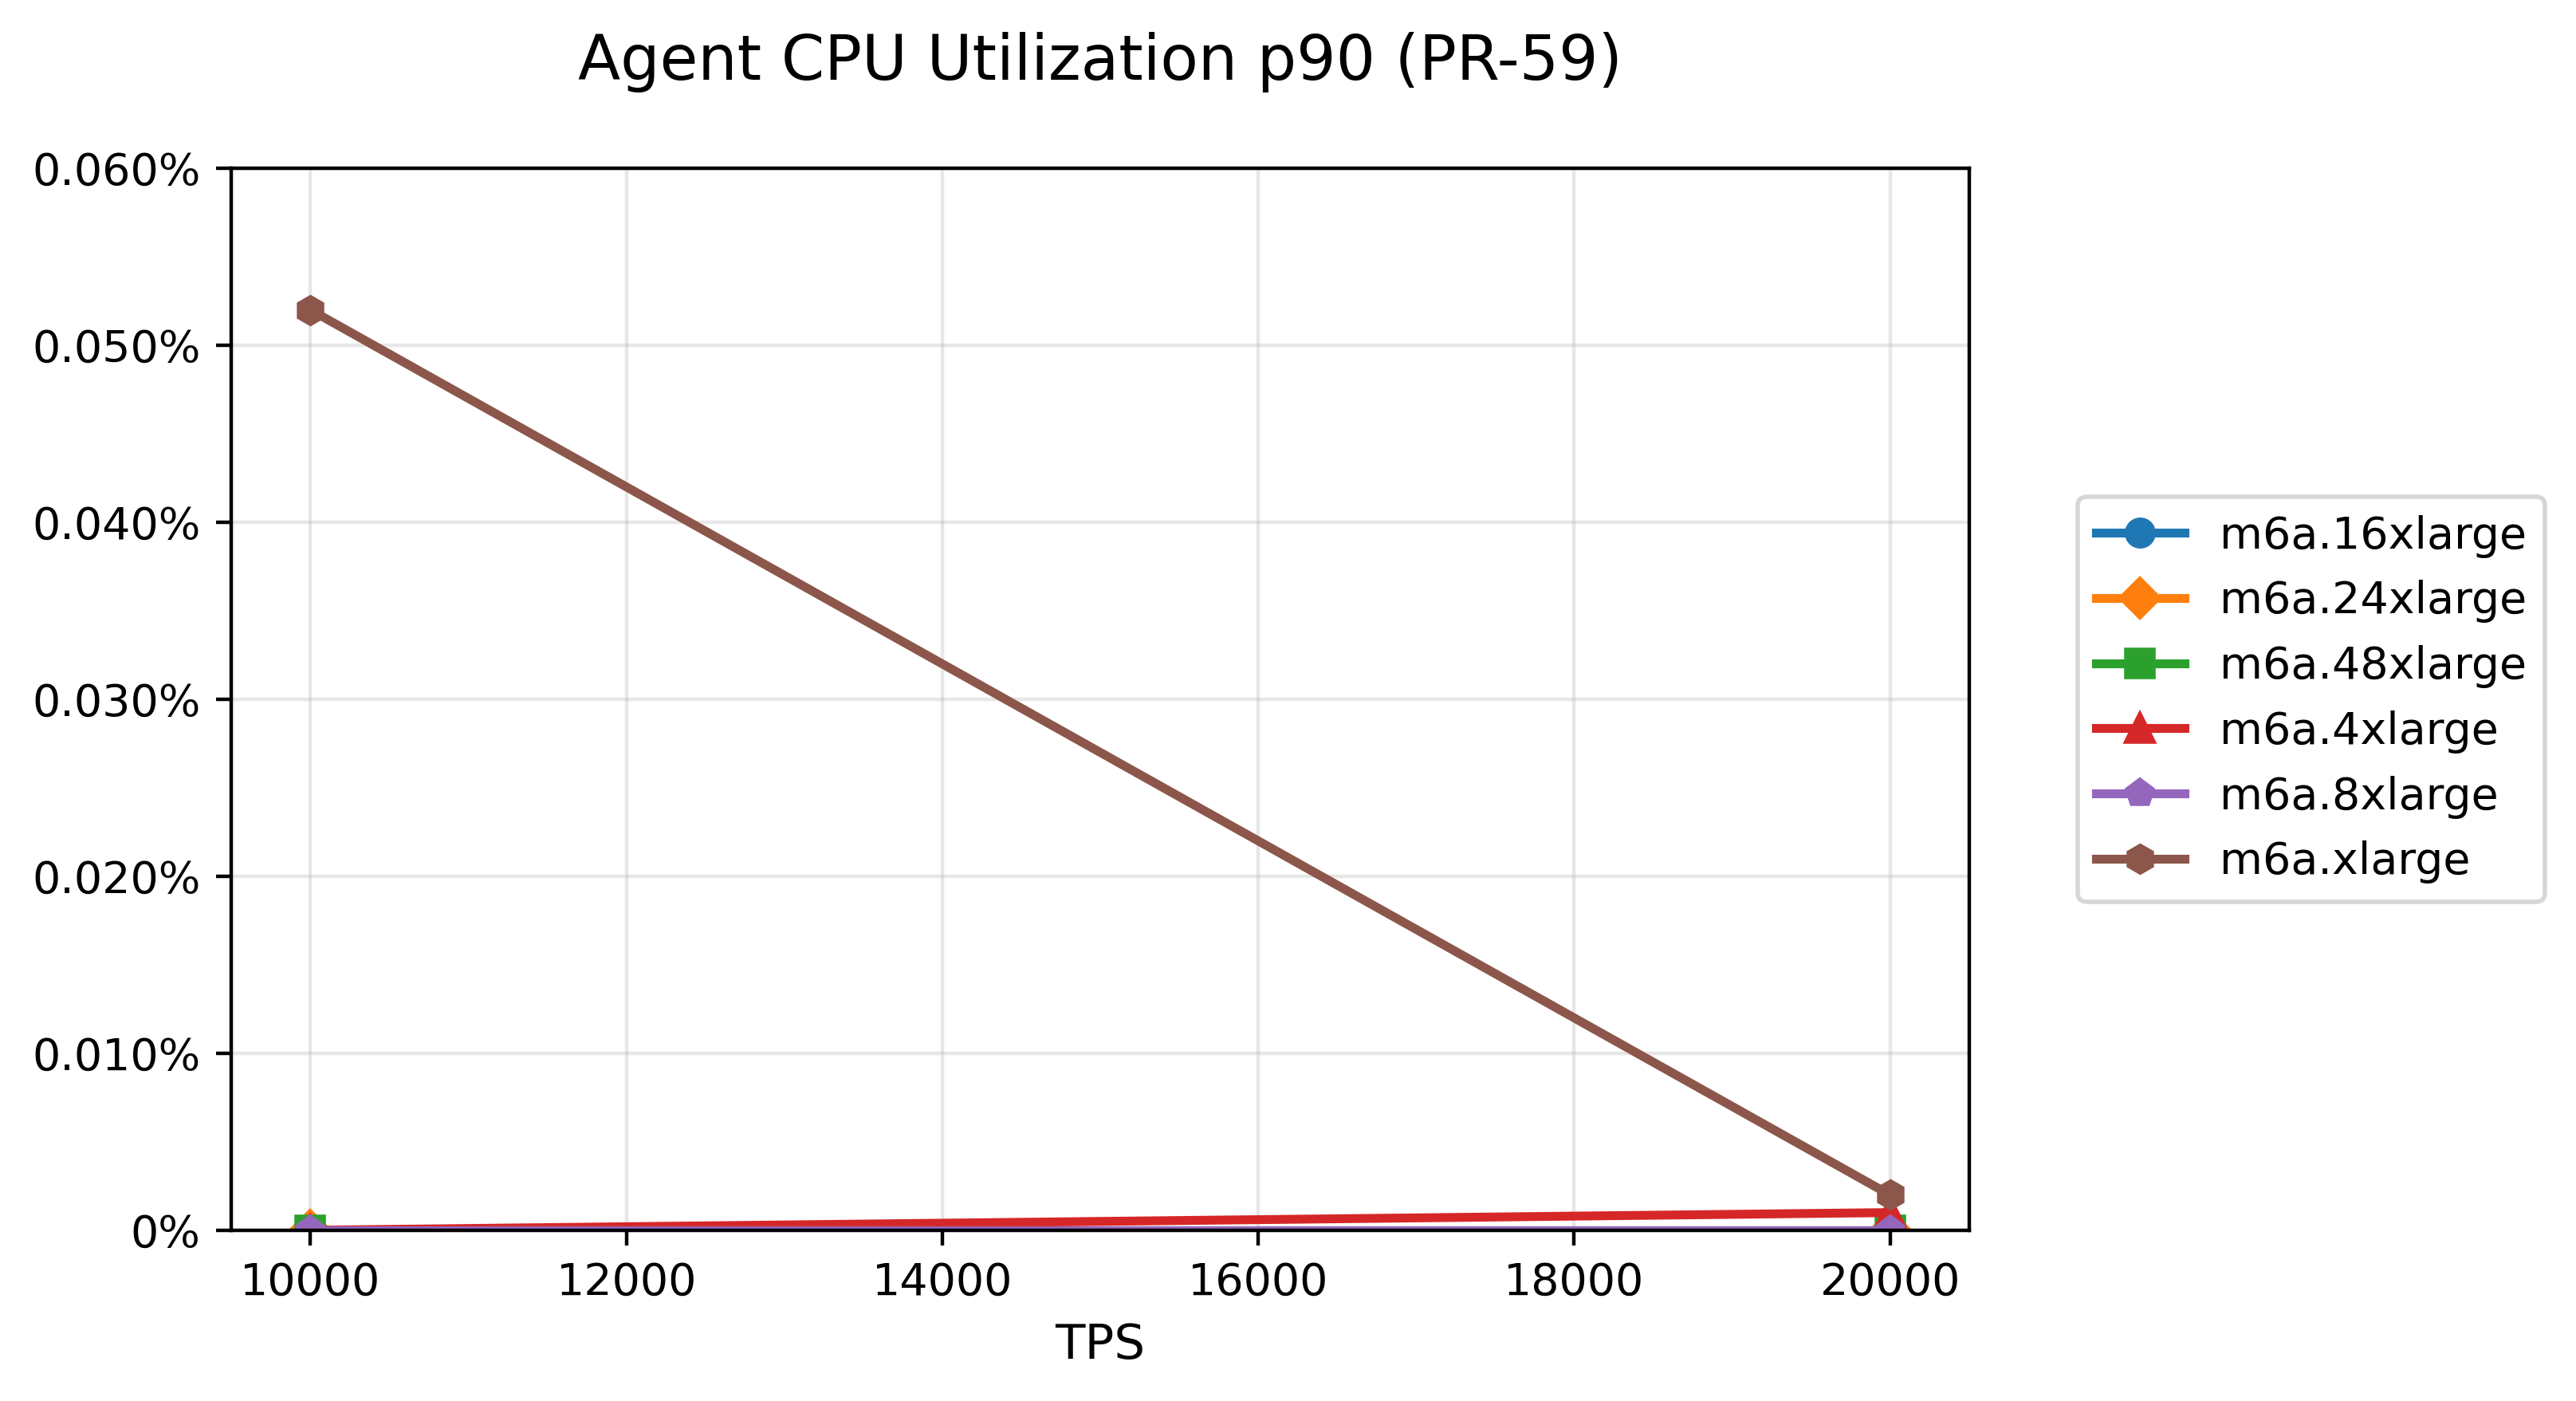 Agent CPU Utilization p90 (PR-59)
0.060%
0.050%
0.040%
0.030%
0.020%
0.010%
0%
10000 12000 14000 16000 18000 20000
TPS
m6a.16xlarge
m6a.24xlarge
m6a.48xlarge
m6a.4xlarge
m6a.8xlarge
m6a.xlarge